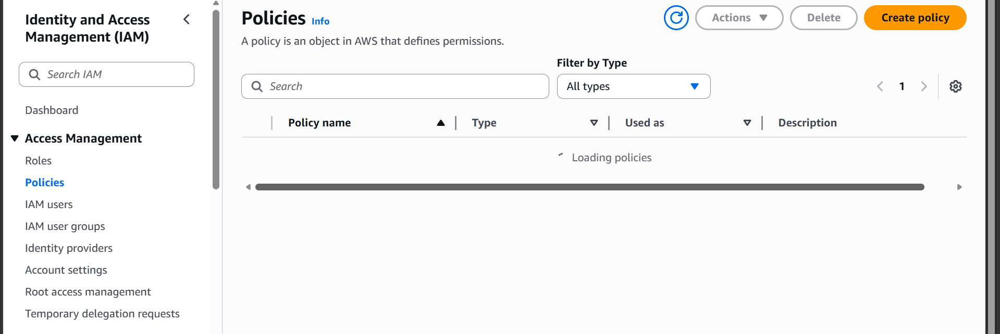 Identity and Access
Management (IAM)
Search IAM
Dashboard
Access Management
Roles
Policies
IAM users
IAM user groups
Identity providers
Account settings
Root access management
Temporary delegation requests
Policies Info
Actions
Delete
Create policy
A policy is an object in AWS that defines permissions.
Filter by Type
Search
All types
1
Policy name
Type
Used as
Description
Loading policies